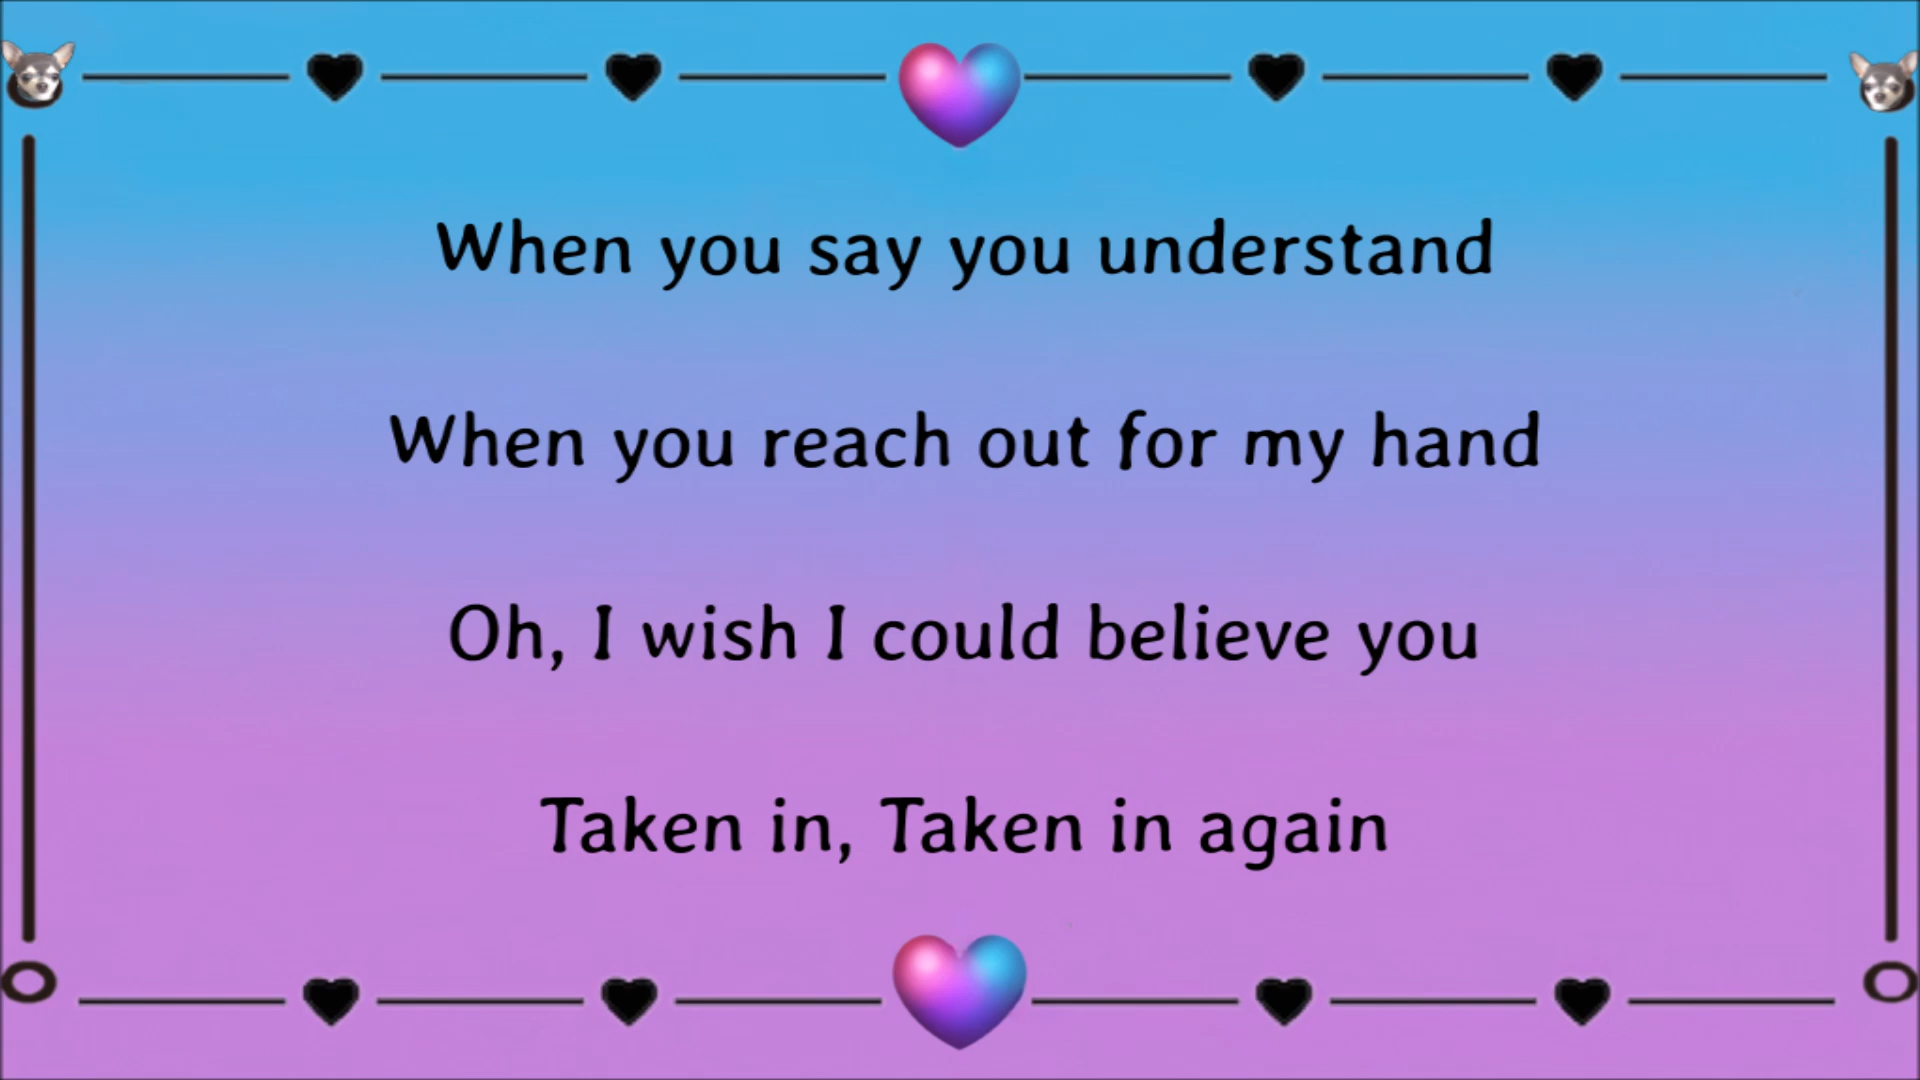 When you say you understand
When you reach out for my hand
Oh, I wish I could believe you
Taken in, Taken in again